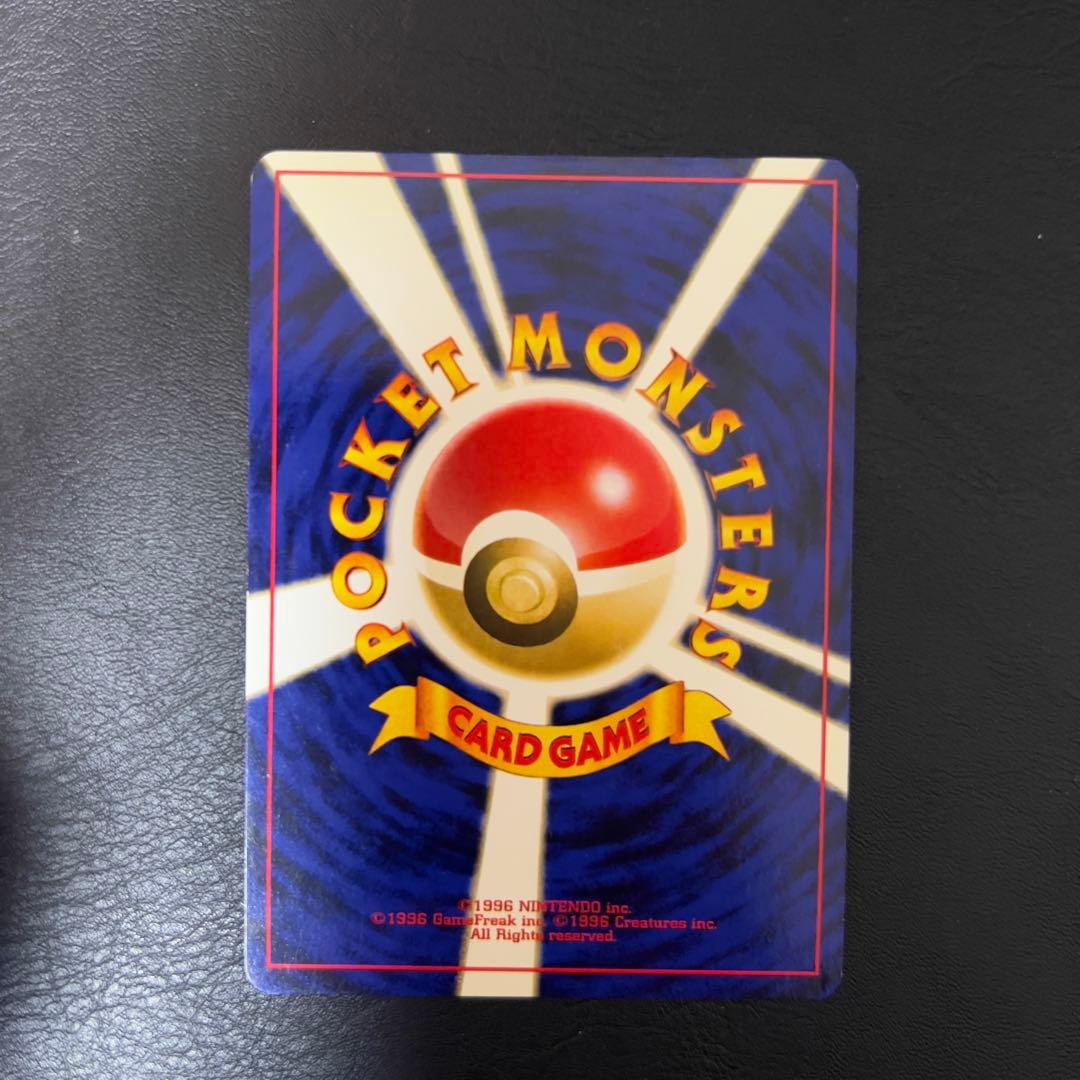 POCKET MONSTERS
CARD GAME
©1996 NINTENDO inc.
©1996 GameFreak inc. ©1996 Creatures inc.
All Rights reserved.